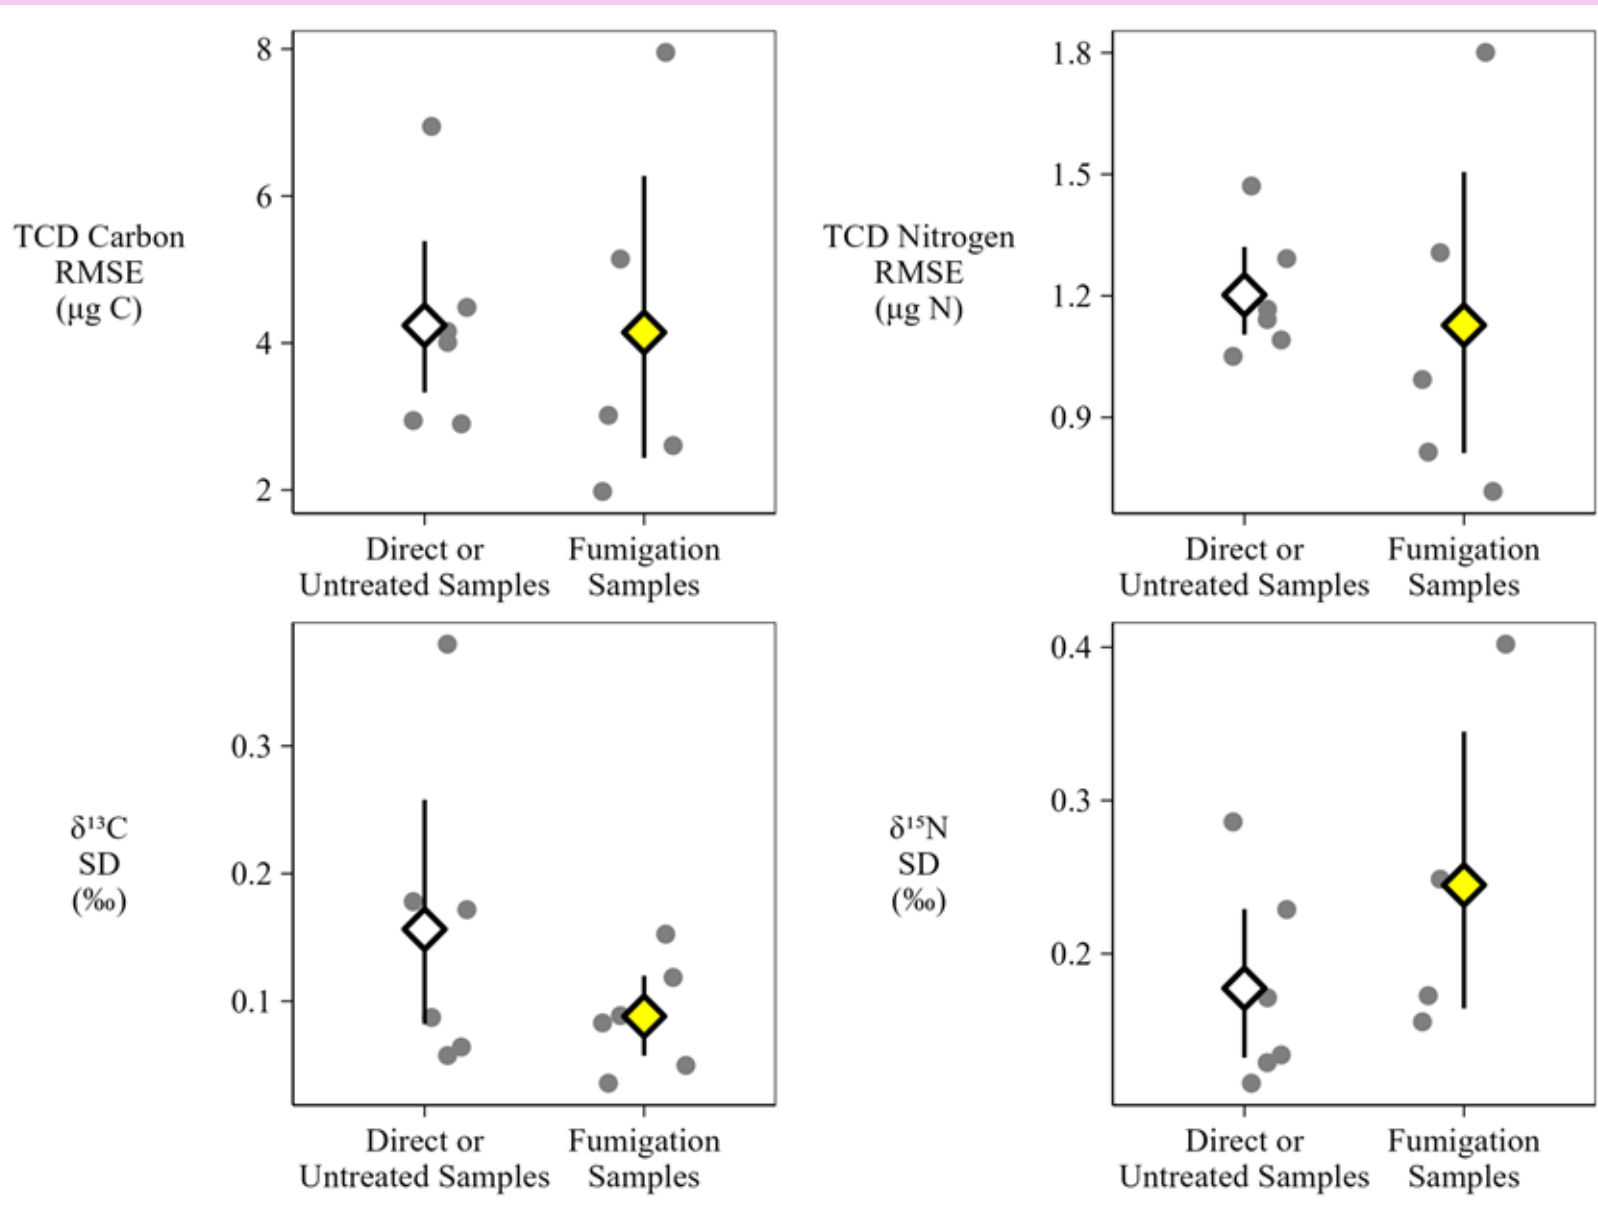 TCD Carbon
RMSE
(μg C)
8
6
4
2
Direct or
Untreated Samples
Fumigation
Samples
TCD Nitrogen
RMSE
(μg N)
1.8
1.5
1.2
0.9
Direct or
Untreated Samples
Fumigation
Samples
δ¹³C
SD
(‰)
0.3
0.2
0.1
Direct or
Untreated Samples
Fumigation
Samples
δ¹⁵N
SD
(‰)
0.4
0.3
0.2
Direct or
Untreated Samples
Fumigation
Samples